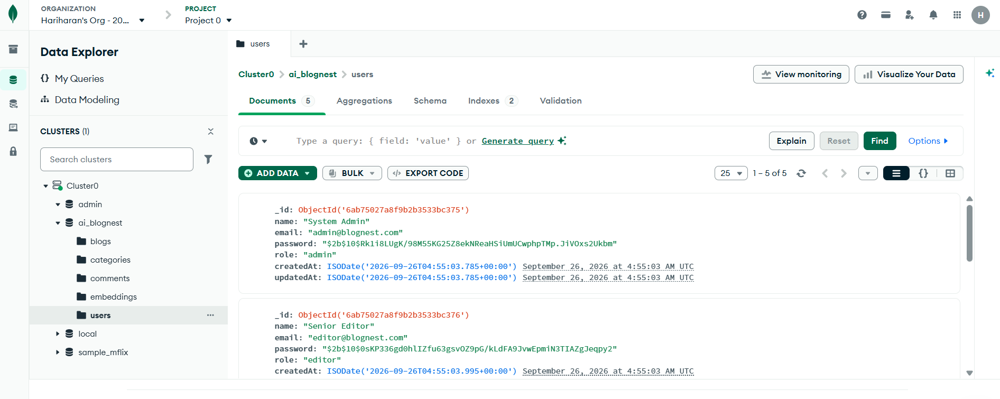 ORGANIZATION
Hariharan's Org - 20...
PROJECT
Project 0
H
Data Explorer
My Queries
Data Modeling
CLUSTERS (1)
Search clusters
Cluster0
admin
ai_blognest
blogs
categories
comments
embeddings
users
local
sample_mflix
users
Cluster0 > ai_blognest > users
View monitoring
Visualize Your Data
Documents 5 Aggregations Schema Indexes 2 Validation
Type a query: { field: 'value' } or Generate query
Explain Reset Find Options
ADD DATA BULK EXPORT CODE
25 1 – 5 of 5
_id: ObjectId('6ab75027a8f9b2b3533bc375')
name: "System Admin"
email: "admin@blognest.com"
password: "$2b$10$Rk1i8LUgK/98M55KG25Z8ekNReaHSiUmUCwphpTMp.JiVOxs2Ukbm"
role: "admin"
createdAt: ISODate('2026-09-26T04:55:03.785+00:00') September 26, 2026 at 4:55:03 AM UTC
updatedAt: ISODate('2026-09-26T04:55:03.785+00:00') September 26, 2026 at 4:55:03 AM UTC
_id: ObjectId('6ab75027a8f9b2b3533bc376')
name: "Senior Editor"
email: "editor@blognest.com"
password: "$2b$10$0sKP336gd0hlIZfu63gsvOZ9pG/kLdFA9JvwEpmiN3TIAZgJeqpy2"
role: "editor"
createdAt: ISODate('2026-09-26T04:55:03.995+00:00') September 26, 2026 at 4:55:03 AM UTC